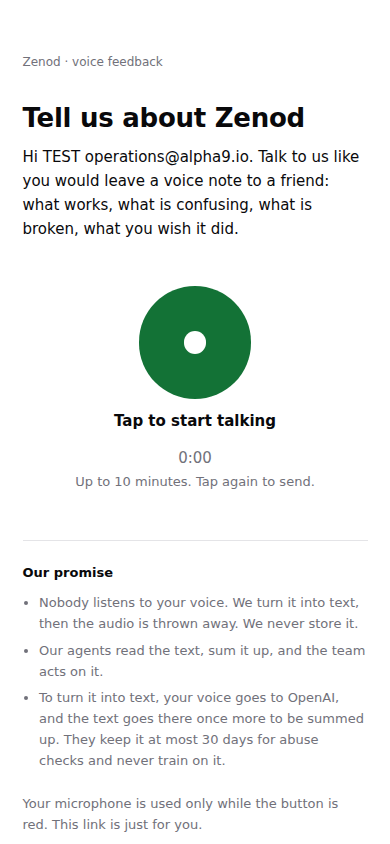 Zenod · voice feedback
Tell us about Zenod
Hi TEST operations@alpha9.io. Talk to us like
you would leave a voice note to a friend:
what works, what is confusing, what is
broken, what you wish it did.
Tap to start talking
0:00
Up to 10 minutes. Tap again to send.
Our promise
• Nobody listens to your voice. We turn it into text,
then the audio is thrown away. We never store it.
• Our agents read the text, sum it up, and the team
acts on it.
• To turn it into text, your voice goes to OpenAI,
and the text goes there once more to be summed
up. They keep it at most 30 days for abuse
checks and never train on it.
Your microphone is used only while the button is
red. This link is just for you.